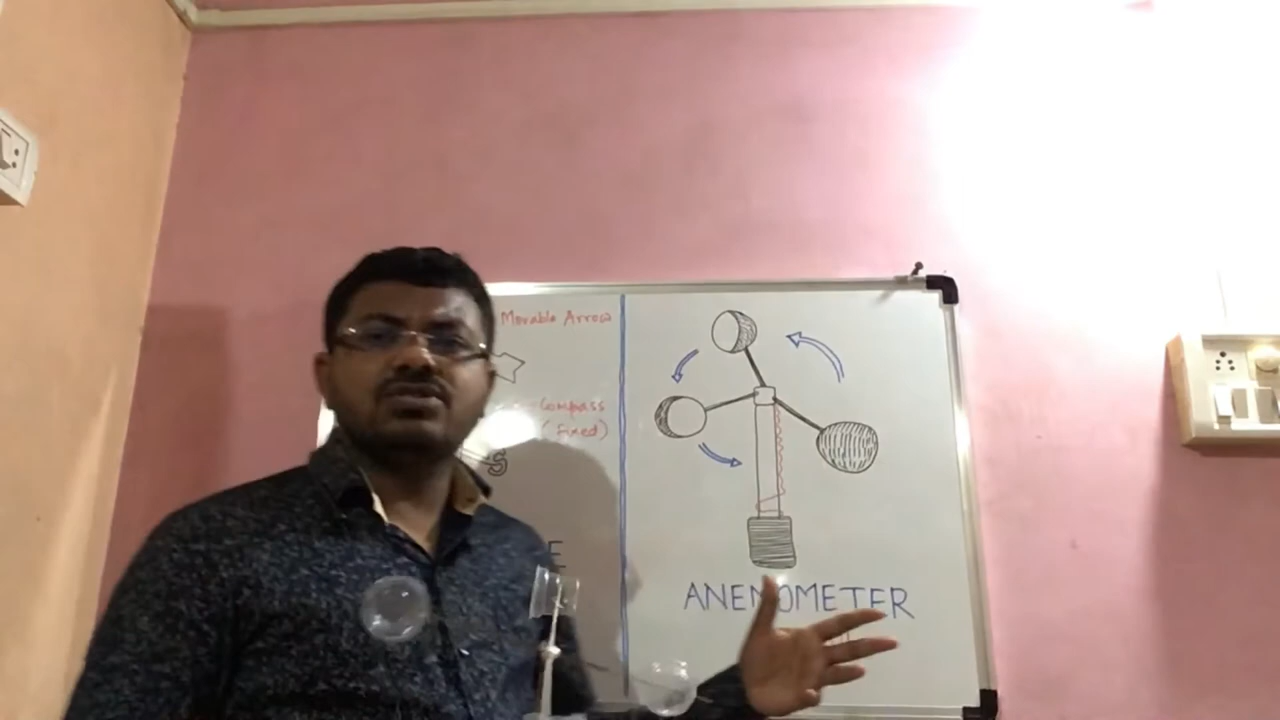 Movable Arrow
Compass
(fixed)
S
E
ANEMOMETER